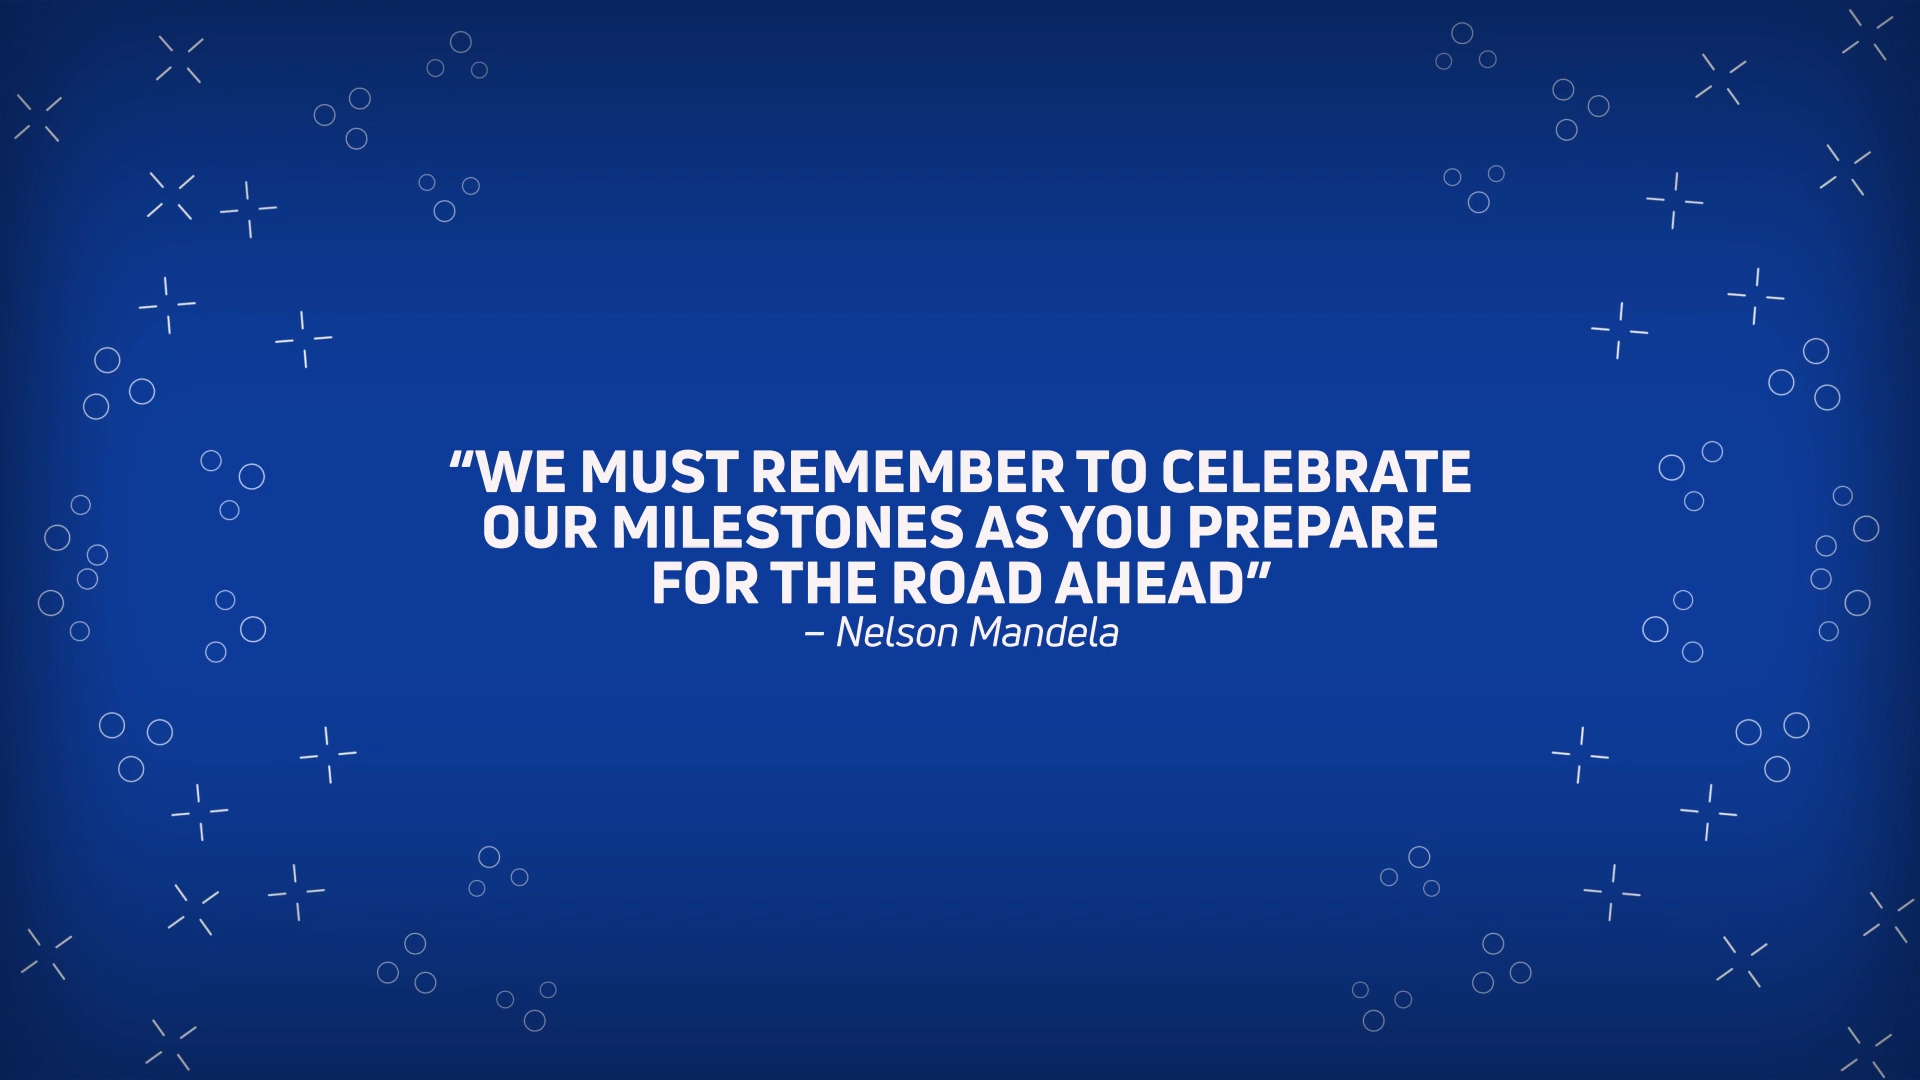 “WE MUST REMEMBER TO CELEBRATE
OUR MILESTONES AS YOU PREPARE
FOR THE ROAD AHEAD”
– Nelson Mandela